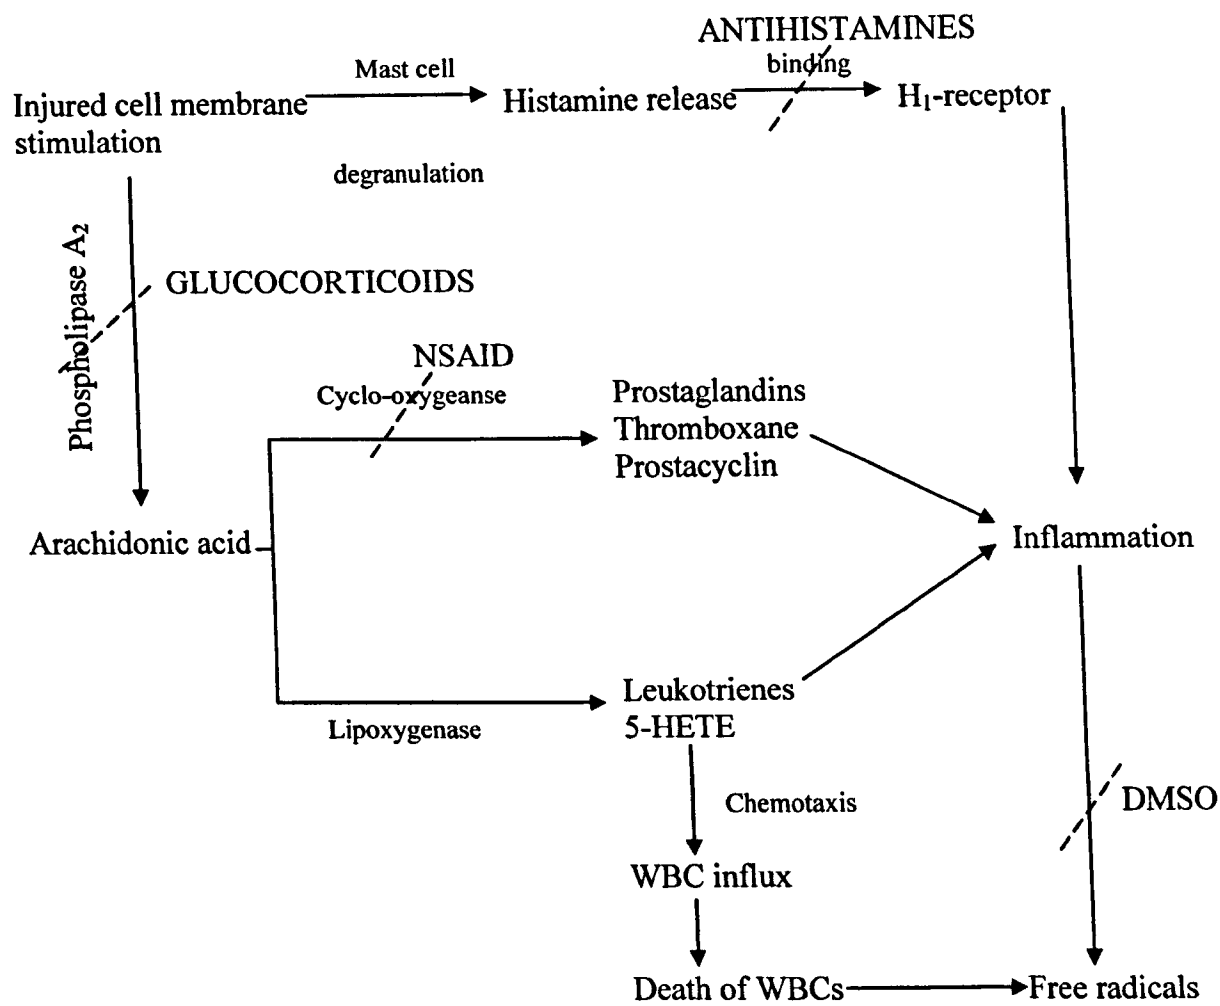 ANTIHISTAMINES
Mast cell
binding
Injured cell membrane
stimulation
Histamine release
H₁-receptor
degranulation
Phospholipase A₂
GLUCOCORTICOIDS
NSAID
Cyclo-oxygeanse
Prostaglandins
Thromboxane
Prostacyclin
Arachidonic acid
Inflammation
Leukotrienes
5-HETE
Lipoxygenase
Chemotaxis
DMSO
WBC influx
Death of WBCs
Free radicals